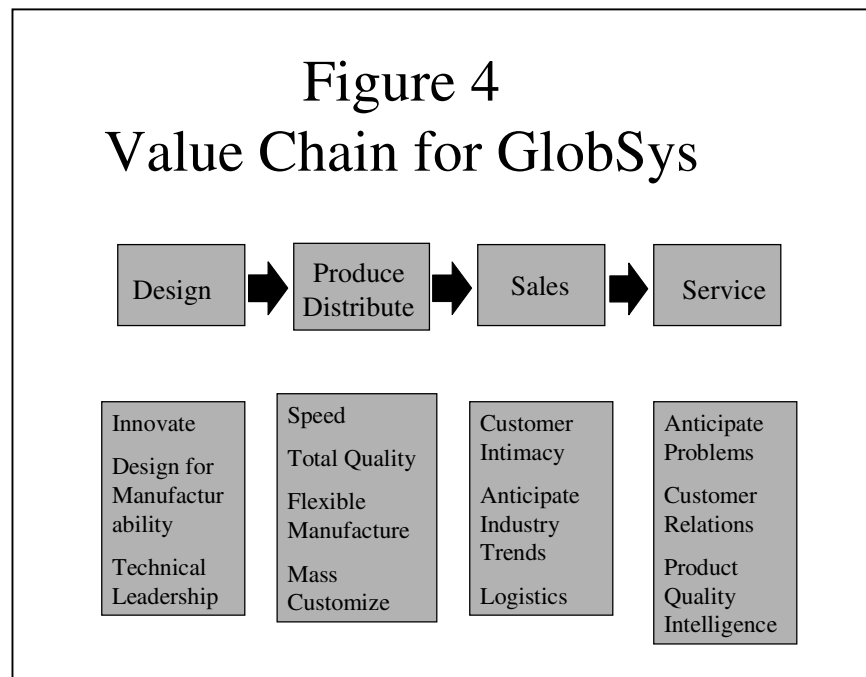 Figure 4
Value Chain for GlobSys
Design
Produce
Distribute
Sales
Service
Innovate
Design for
Manufactur
ability
Technical
Leadership
Speed
Total Quality
Flexible
Manufacture
Mass
Customize
Customer
Intimacy
Anticipate
Industry
Trends
Logistics
Anticipate
Problems
Customer
Relations
Product
Quality
Intelligence